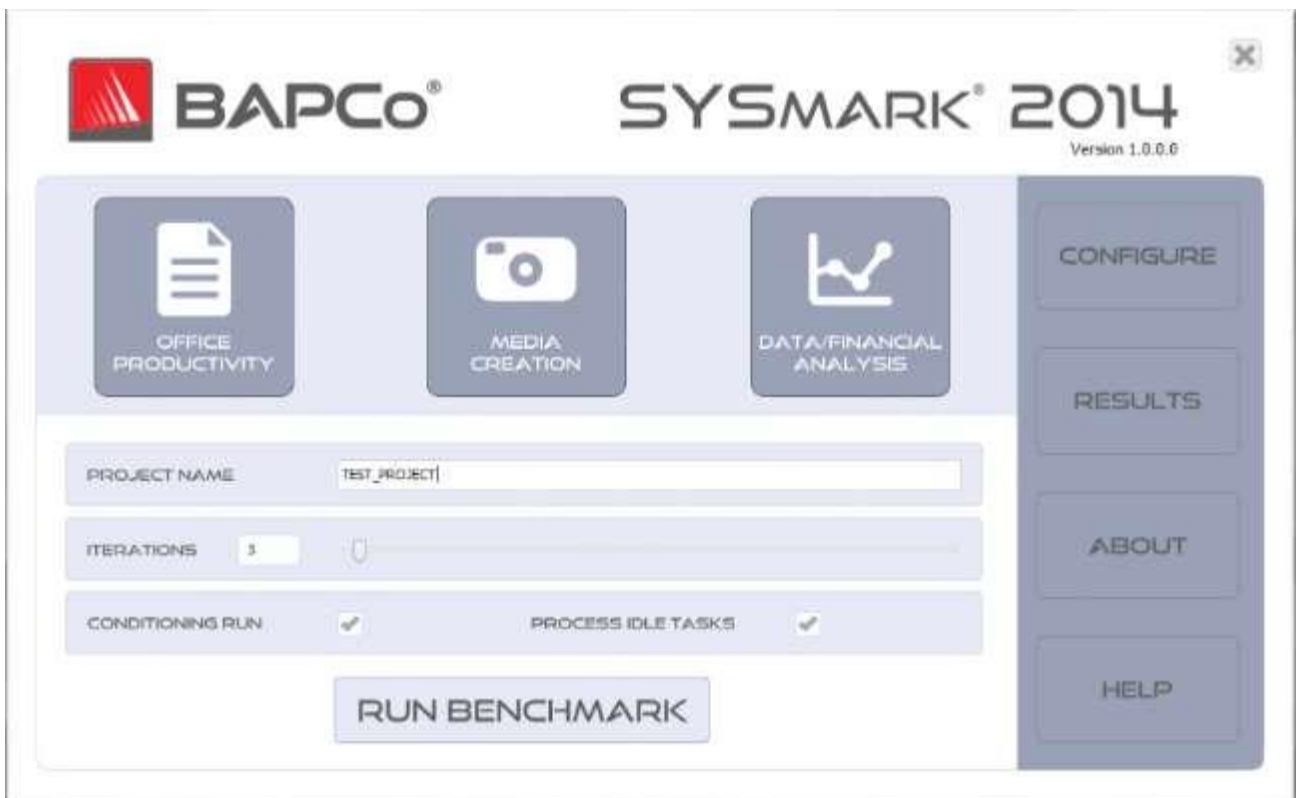 BAPCo®
SYSMARK® 2014
Version 1.0.0.0
OFFICE
PRODUCTIVITY
MEDIA
CREATION
DATA/FINANCIAL
ANALYSIS
CONFIGURE
RESULTS
ABOUT
HELP
PROJECT NAME TEST_PROJECT
ITERATIONS 3
CONDITIONING RUN PROCESS IDLE TASKS
RUN BENCHMARK